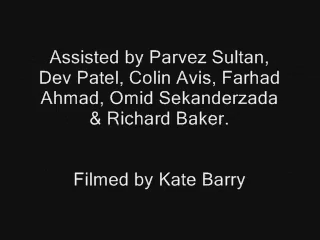 Assisted by Parvez Sultan,
Dev Patel, Colin Avis, Farhad
Ahmad, Omid Sekanderzada
& Richard Baker.
Filmed by Kate Barry